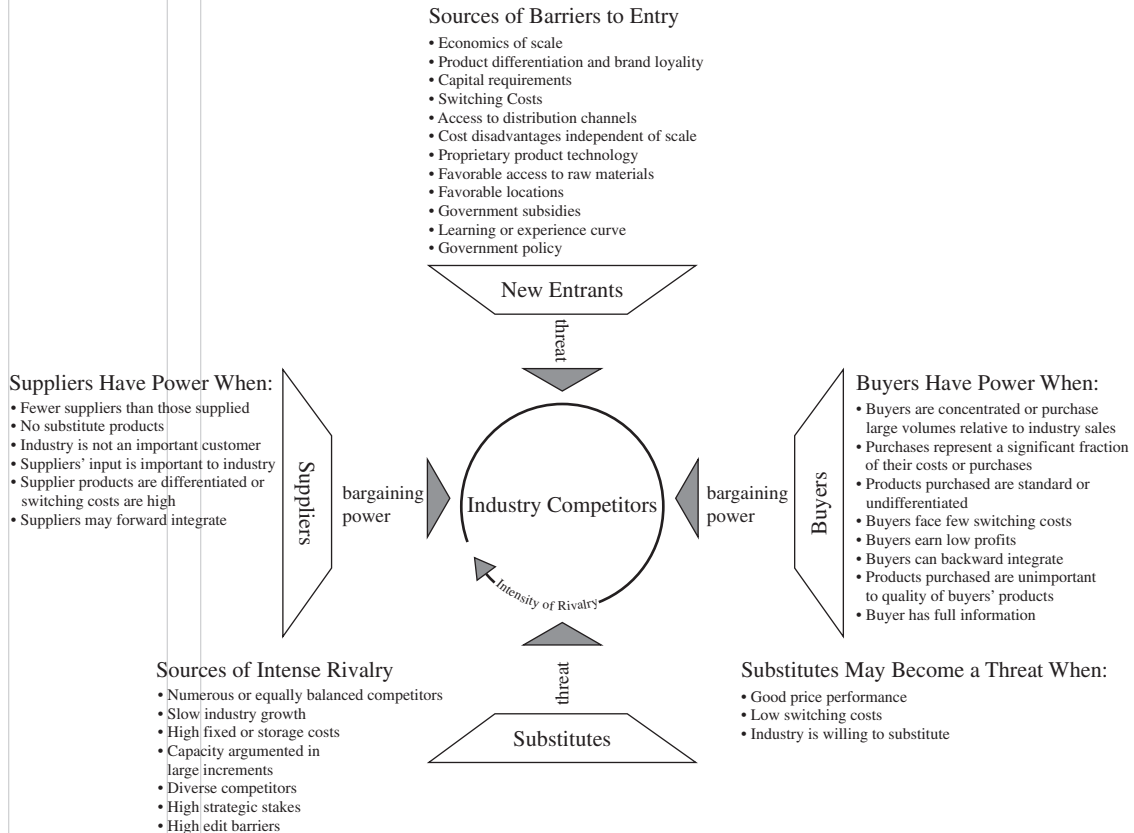 Sources of Barriers to Entry
• Economics of scale
• Product differentiation and brand loyality
• Capital requirements
• Switching Costs
• Access to distribution channels
• Cost disadvantages independent of scale
• Proprietary product technology
• Favorable access to raw materials
• Favorable locations
• Government subsidies
• Learning or experience curve
• Government policy
New Entrants
threat
Suppliers Have Power When:
• Fewer suppliers than those supplied
• No substitute products
• Industry is not an important customer
• Suppliers' input is important to industry
• Supplier products are differentiated or
switching costs are high
• Suppliers may forward integrate
Suppliers
bargaining
power
Industry Competitors
Intensity of Rivalry
bargaining
power
Buyers
Buyers Have Power When:
• Buyers are concentrated or purchase
large volumes relative to industry sales
• Purchases represent a significant fraction
of their costs or purchases
• Products purchased are standard or
undifferentiated
• Buyers face few switching costs
• Buyers earn low profits
• Buyers can backward integrate
• Products purchased are unimportant
to quality of buyers' products
• Buyer has full information
Sources of Intense Rivalry
• Numerous or equally balanced competitors
• Slow industry growth
• High fixed or storage costs
• Capacity argumented in
large increments
• Diverse competitors
• High strategic stakes
• High edit barriers
threat
Substitutes
Substitutes May Become a Threat When:
• Good price performance
• Low switching costs
• Industry is willing to substitute